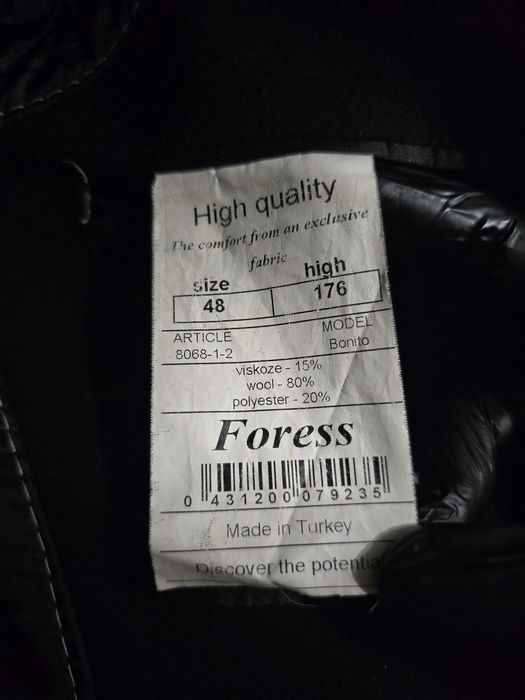 High quality
The comfort from an exclusive
fabric
size high
48 176
ARTICLE MODEL
8068-1-2 Bonito
viskoze - 15%
wool - 80%
polyester - 20%
Foress
0 431200 079235
Made in Turkey
Discover the potential